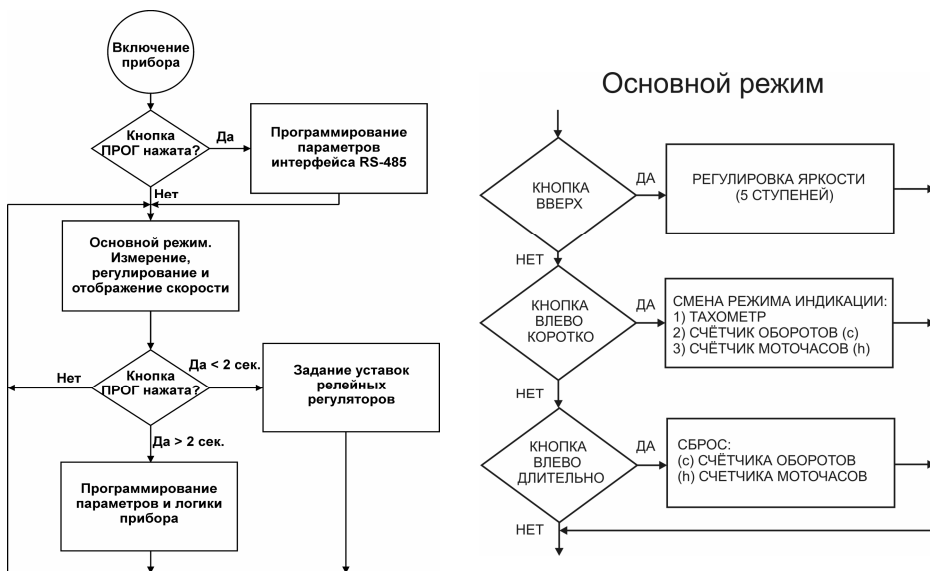 Включение
прибора
Кнопка
ПРОГ нажата?
Да
Программирование
параметров
интерфейса RS-485
Нет
Основной режим.
Измерение,
регулирование и
отображение скорости
Кнопка
ПРОГ нажата?
Нет
Да < 2 сек.
Задание уставок
релейных
регуляторов
Да > 2 сек.
Программирование
параметров и логики
прибора
Основной режим
КНОПКА
ВВЕРХ
ДА
РЕГУЛИРОВКА ЯРКОСТИ
(5 СТУПЕНЕЙ)
НЕТ
КНОПКА
ВЛЕВО
КОРОТКО
ДА
СМЕНА РЕЖИМА ИНДИКАЦИИ:
1) ТАХОМЕТР
2) СЧЁТЧИК ОБОРОТОВ (c)
3) СЧЁТЧИК МОТОЧАСОВ (h)
НЕТ
КНОПКА
ВЛЕВО
ДЛИТЕЛЬНО
ДА
СБРОС:
(c) СЧЁТЧИКА ОБОРОТОВ
(h) СЧЕТЧИКА МОТОЧАСОВ
НЕТ